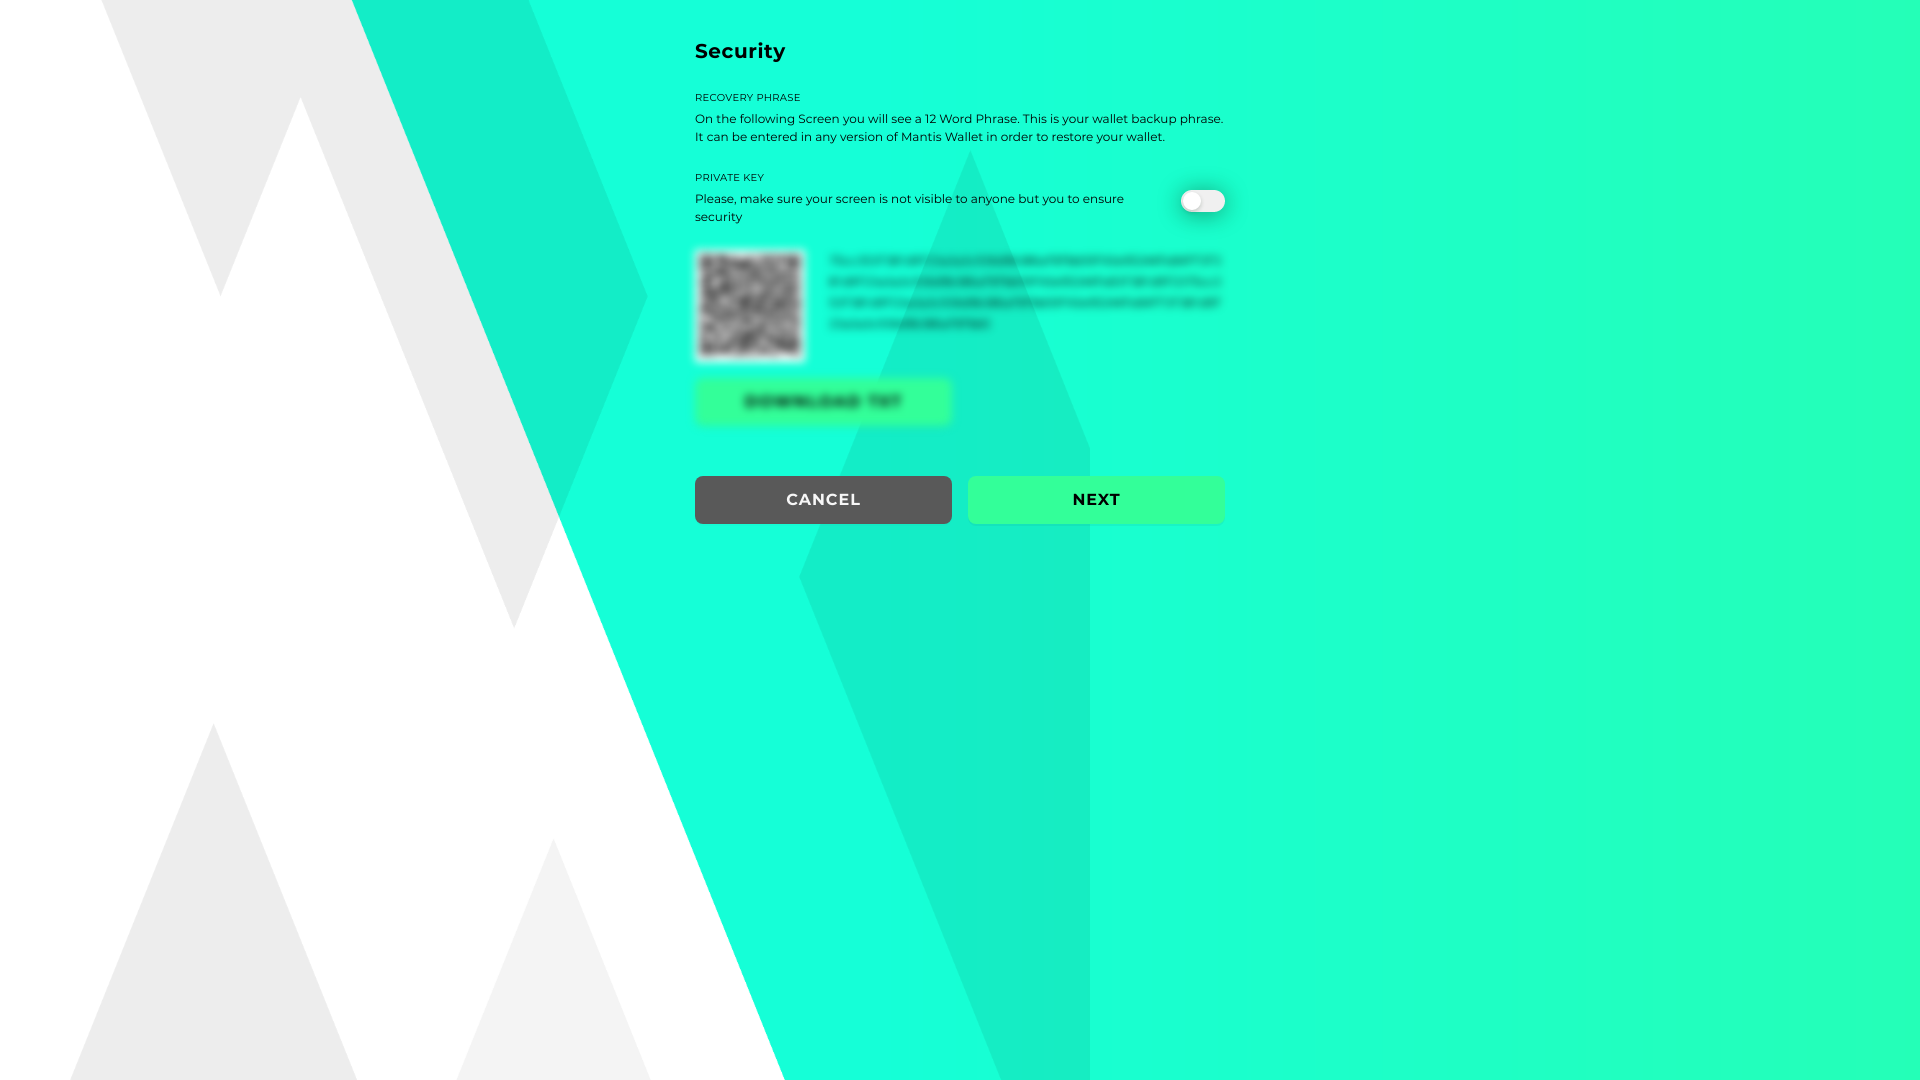 Security
RECOVERY PHRASE
On the following Screen you will see a 12 Word Phrase. This is your wallet backup phrase.
It can be entered in any version of Mantis Wallet in order to restore your wallet.
PRIVATE KEY
Please, make sure your screen is not visible to anyone but you to ensure
security
DOWNLOAD TXT
CANCEL
NEXT